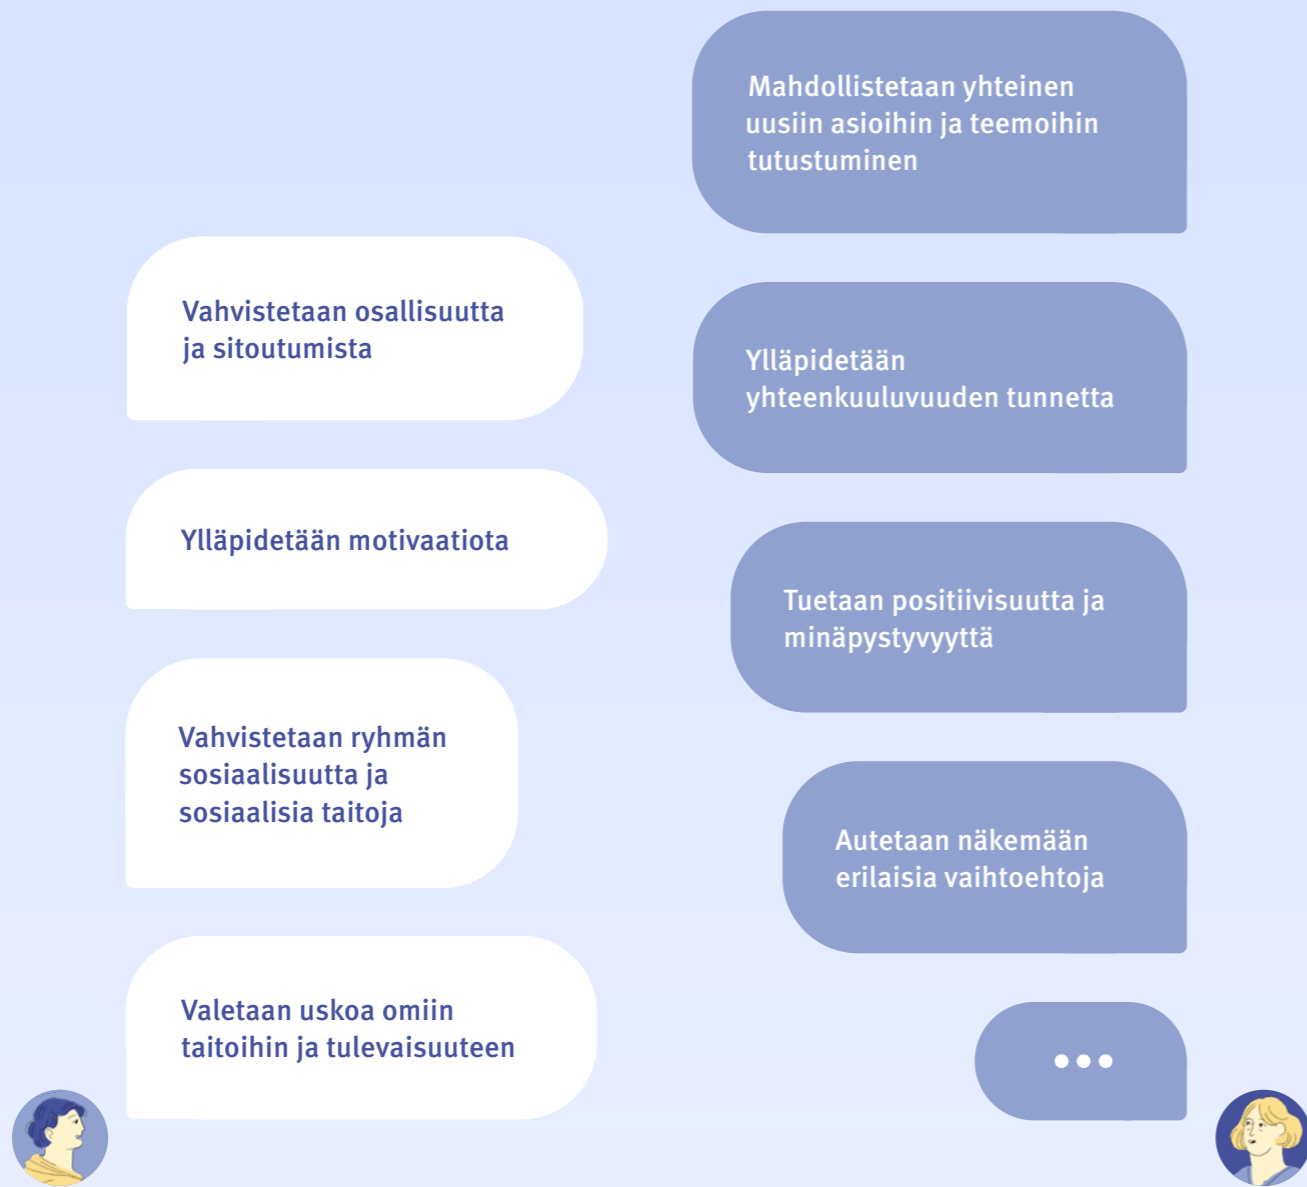 Mahdollistetaan yhteinen
uusiin asioihin ja teemoihin
tutustuminen
Vahvistetaan osallisuutta
ja sitoutumista
Ylläpidetään
yhteenkuuluvuuden tunnetta
Ylläpidetään motivaatiota
Tuetaan positiivisuutta ja
minäpystyvyyttä
Vahvistetaan ryhmän
sosiaalisuutta ja
sosiaalisia taitoja
Autetaan näkemään
erilaisia vaihtoehtoja
Valetaan uskoa omiin
taitoihin ja tulevaisuuteen
•••